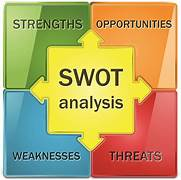 STRENGTHS
OPPORTUNITIES
SWOT
analysis
WEAKNESSES
THREATS